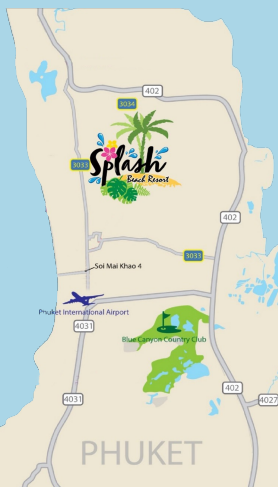 402
3034
3033
Splash
Beach Resort
402
3033
Soi Mai Khao 4
Phuket International Airport
4031
Blue Canyon Country Club
4031
402
4027
PHUKET